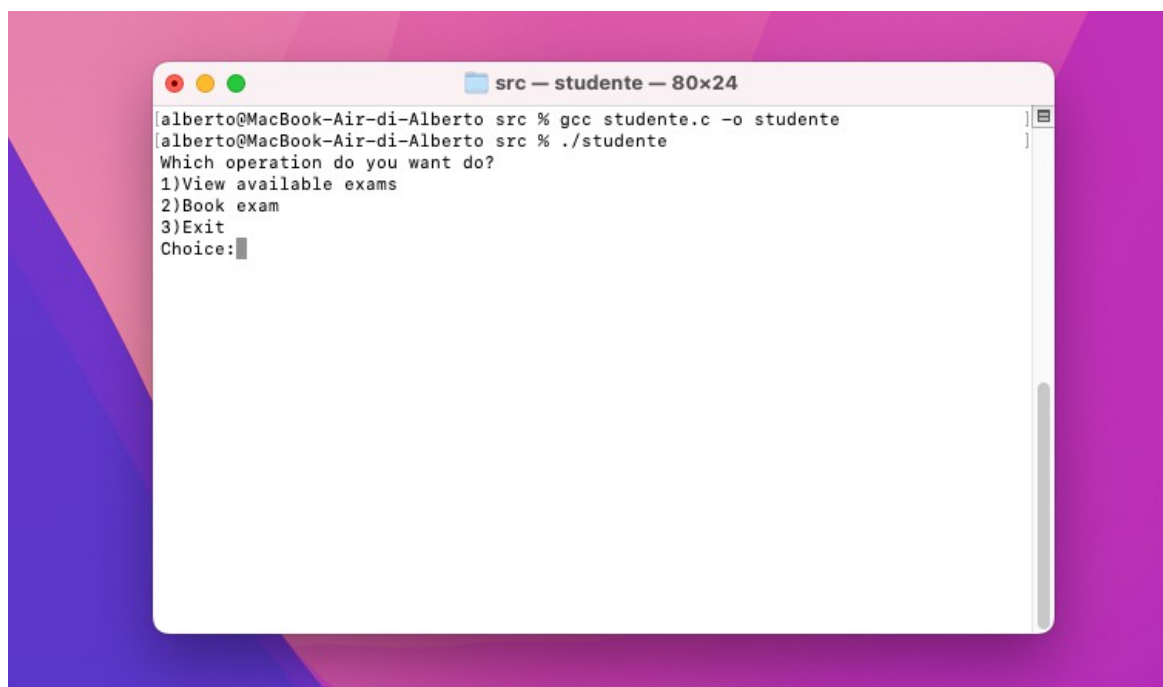 src — studente — 80×24
[alberto@MacBook-Air-di-Alberto src % gcc studente.c -o studente ]
[alberto@MacBook-Air-di-Alberto src % ./studente ]
Which operation do you want do?
1)View available exams
2)Book exam
3)Exit
Choice: